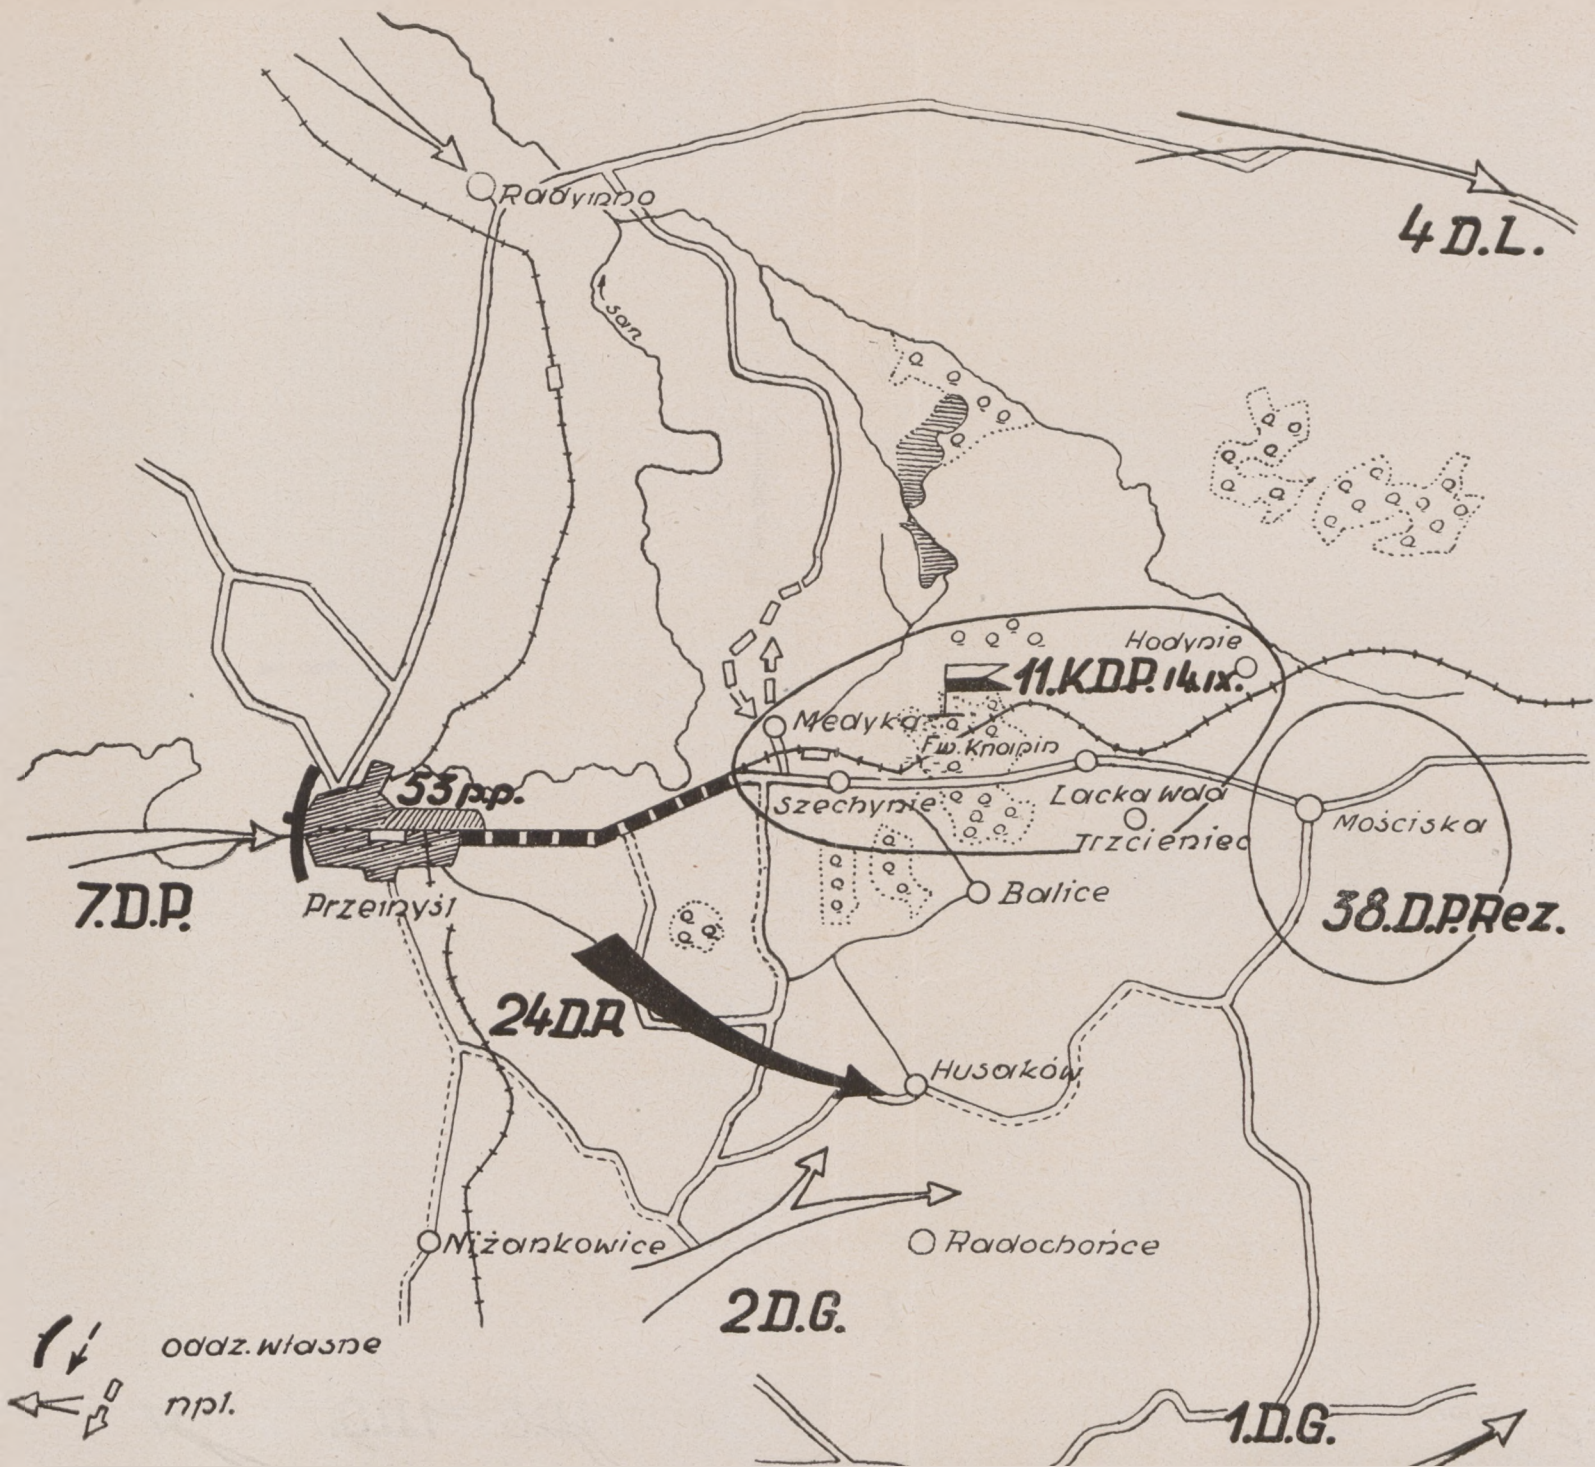 Radymno
4 D.L.
San
Hodynie
11.K.D.P. 14.IX.
Medyka
Fw. Knoipin
53 p.p.
Szechynie
Lacka Wola
Mościska
Trzcieniec
7.D.P.
Przemyśl
Balice
38.D.P.Rez.
24 D.P.
Husaków
Niżankowice
Radochońce
2 D.G.
oddz. własne
npl.
1.D.G.